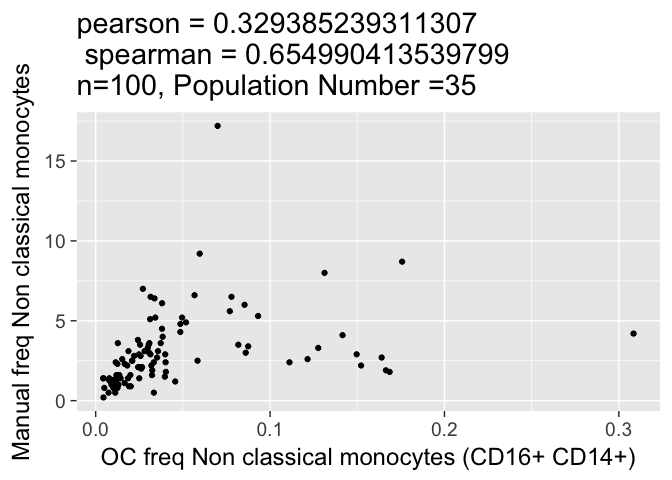 pearson = 0.329385239311307
spearman = 0.654990413539799
n=100, Population Number =35
Manual freq Non classical monocytes
15
10
5
0
0.0 0.1 0.2 0.3
OC freq Non classical monocytes (CD16+ CD14+)